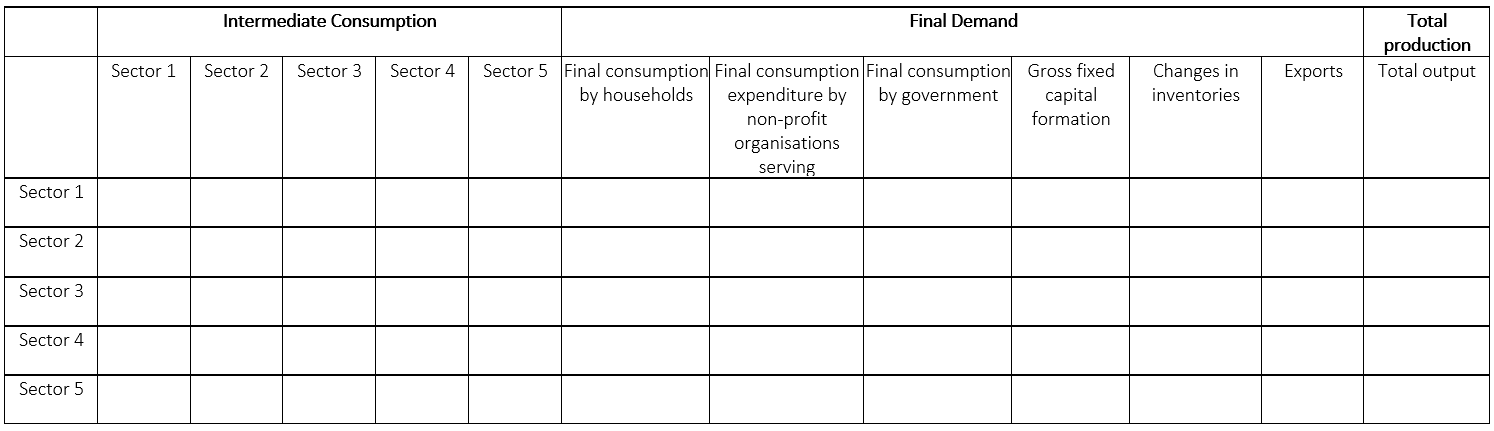 Intermediate Consumption
Final Demand
Total
production
Sector 1
Sector 2
Sector 3
Sector 4
Sector 5
Final consumption
by households
Final consumption
expenditure by
non-profit
organisations
serving
Final consumption
by government
Gross fixed
capital
formation
Changes in
inventories
Exports
Total output
Sector 1
Sector 2
Sector 3
Sector 4
Sector 5